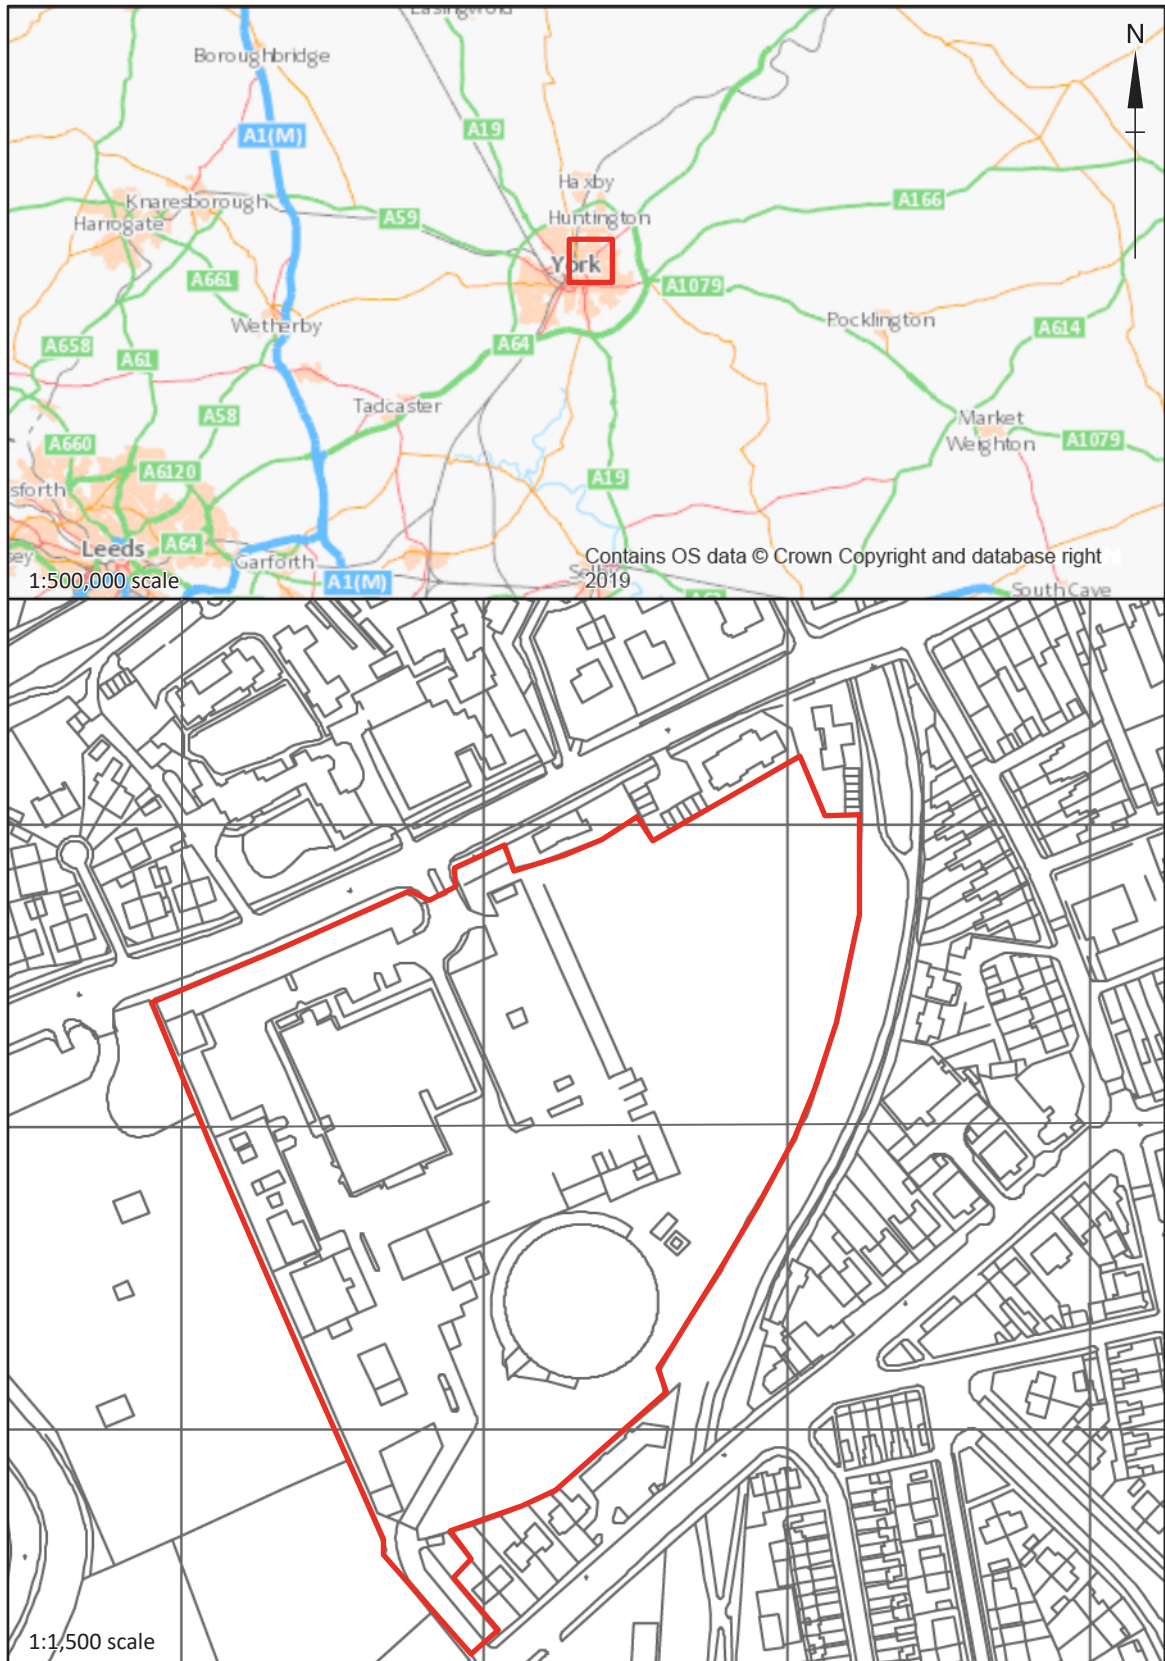 Easingwold
Boroughbridge
N
A1(M)
A19
Haxby
Knaresborough
A59
A166
Harrogate
Huntington
York
A661
A1079
Wetherby
Pocklington
A658
A61
A64
A614
Tadcaster
A58
Market
Weighton
A660
A1079
A6120
A19
sforth
Leeds
A64
Garforth
Contains OS data © Crown Copyright and database right
2019
1:500,000 scale
A1(M)
South Cave
1:1,500 scale